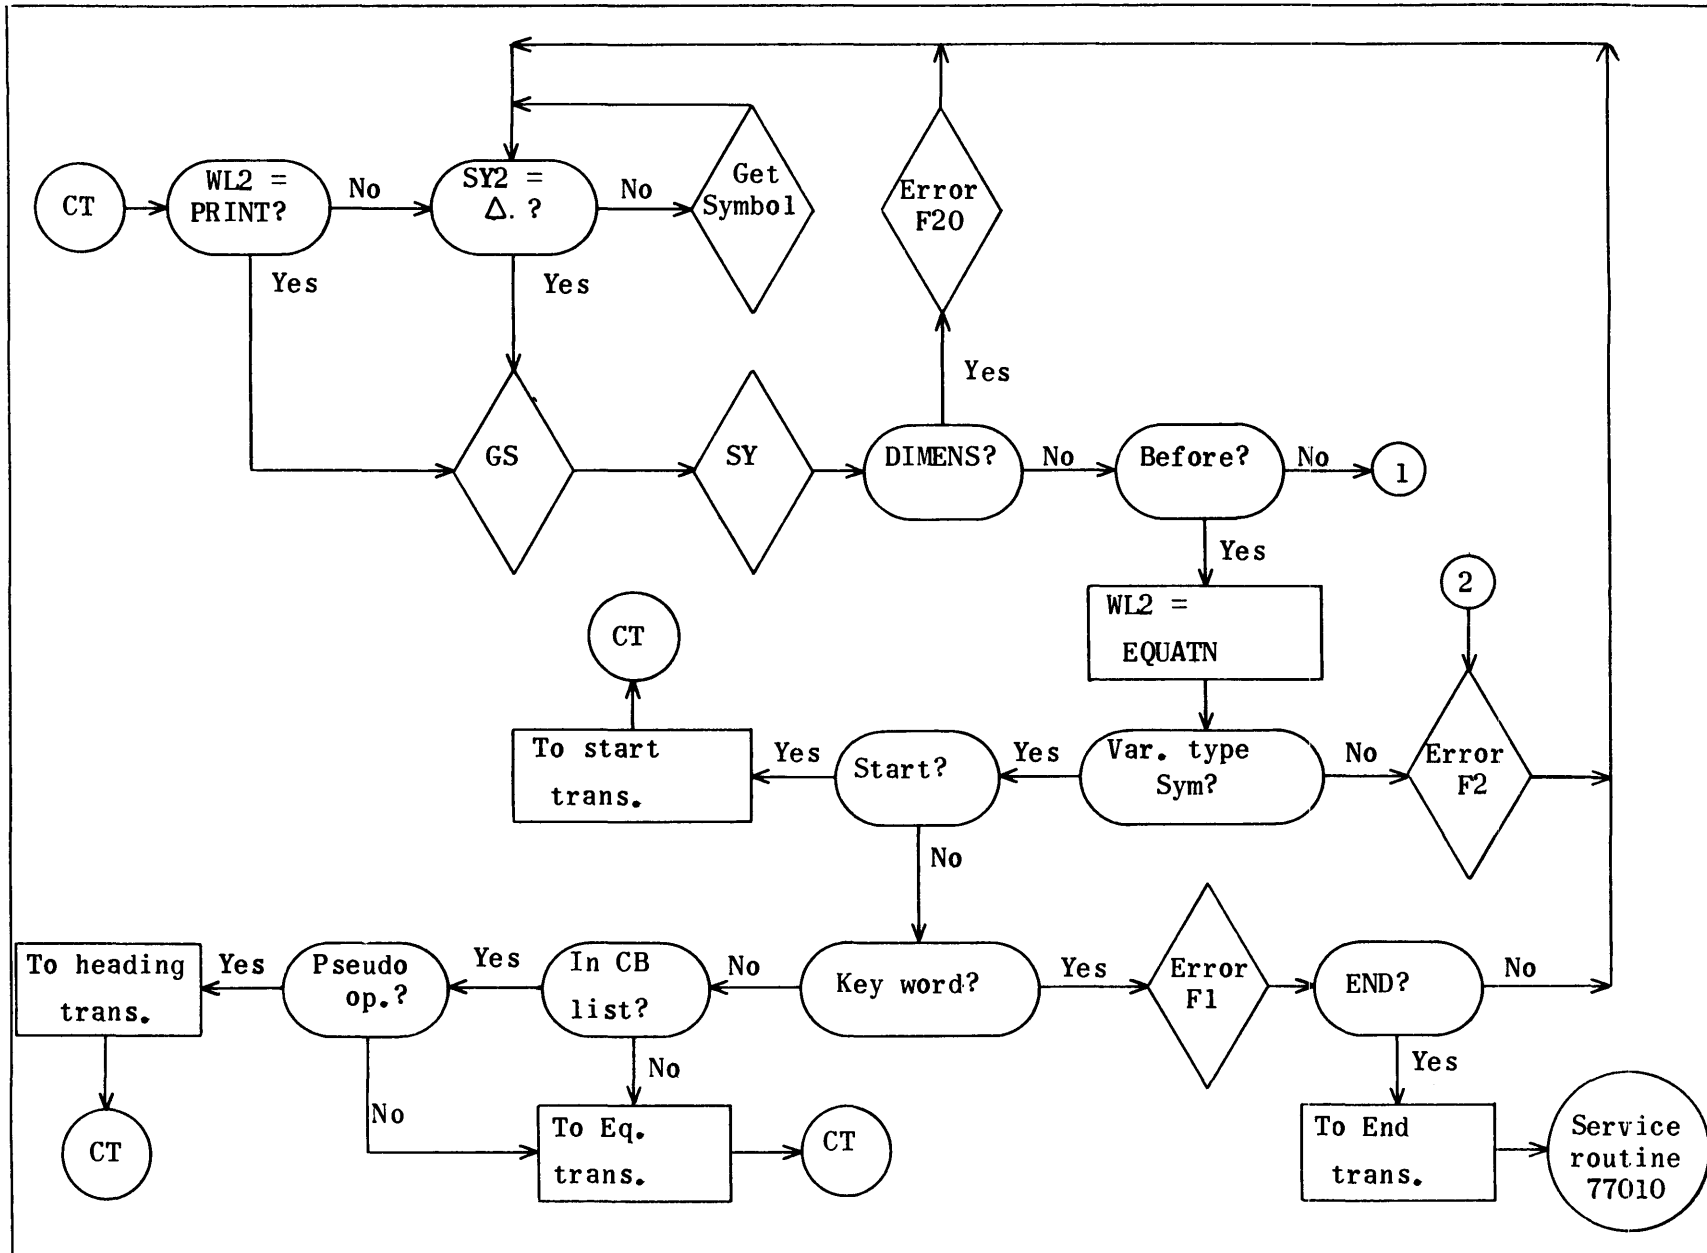 CT
WL2 =
PRINT?
No
Yes
SY2 =
Δ. ?
No
Yes
Get
Symbol
Error
F20
Yes
GS
SY
DIMENS?
No
Before?
No
1
Yes
WL2 =
EQUATN
2
CT
To start
trans.
Yes
Start?
Yes
Var. type
Sym?
No
Error
F2
No
To heading
trans.
Yes
Pseudo
op.?
Yes
In CB
list?
No
Key word?
Yes
Error
F1
END?
No
No
No
Yes
CT
To Eq.
trans.
CT
To End
trans.
Service
routine
77010